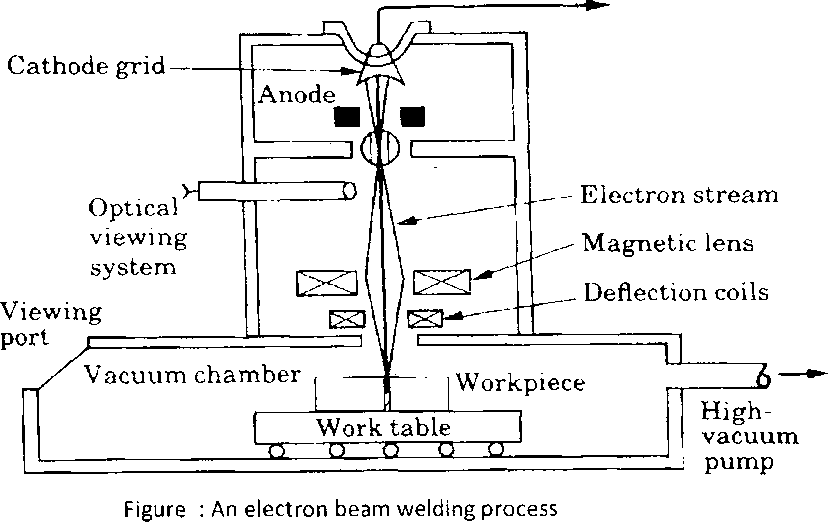 Cathode grid
Anode
Optical
viewing
system
Electron stream
Magnetic lens
Deflection coils
Viewing
port
Vacuum chamber
Workpiece
Work table
High-
vacuum
pump
Figure : An electron beam welding process